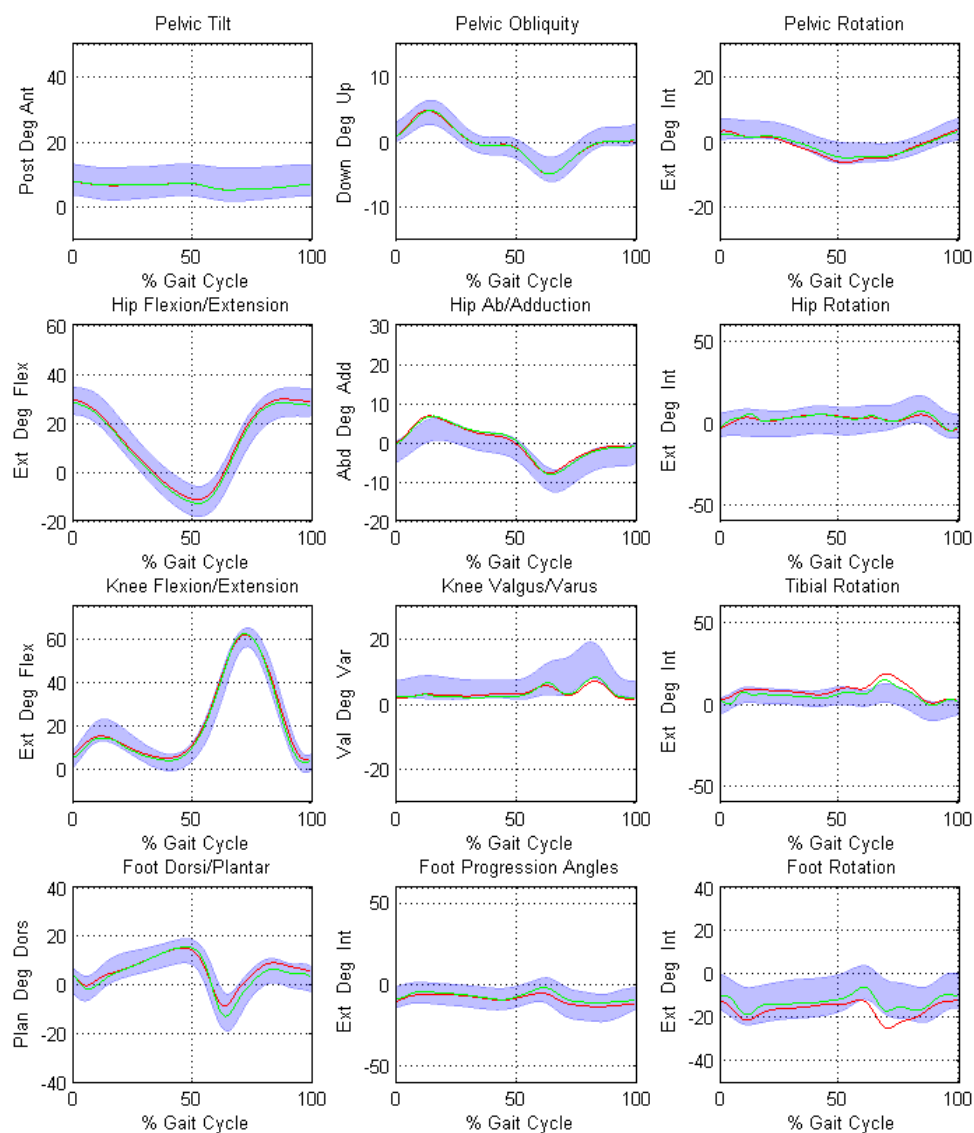 Pelvic Tilt
Post Deg Ant
40
20
0
0 50 100
% Gait Cycle
Pelvic Obliquity
Down Deg Up
10
0
-10
0 50 100
% Gait Cycle
Pelvic Rotation
Ext Deg Int
20
0
-20
0 50 100
% Gait Cycle
Hip Flexion/Extension
Ext Deg Flex
60
40
20
0
-20
0 50 100
% Gait Cycle
Hip Ab/Adduction
Abd Deg Add
30
20
10
0
-10
-20
0 50 100
% Gait Cycle
Hip Rotation
Ext Deg Int
50
0
-50
0 50 100
% Gait Cycle
Knee Flexion/Extension
Ext Deg Flex
60
40
20
0
0 50 100
% Gait Cycle
Knee Valgus/Varus
Val Deg Var
20
0
-20
0 50 100
% Gait Cycle
Tibial Rotation
Ext Deg Int
50
0
-50
0 50 100
% Gait Cycle
Foot Dorsi/Plantar
Plan Deg Dors
40
20
0
-20
-40
0 50 100
% Gait Cycle
Foot Progression Angles
Ext Deg Int
50
0
-50
0 50 100
% Gait Cycle
Foot Rotation
Ext Deg Int
40
20
0
-20
-40
0 50 100
% Gait Cycle